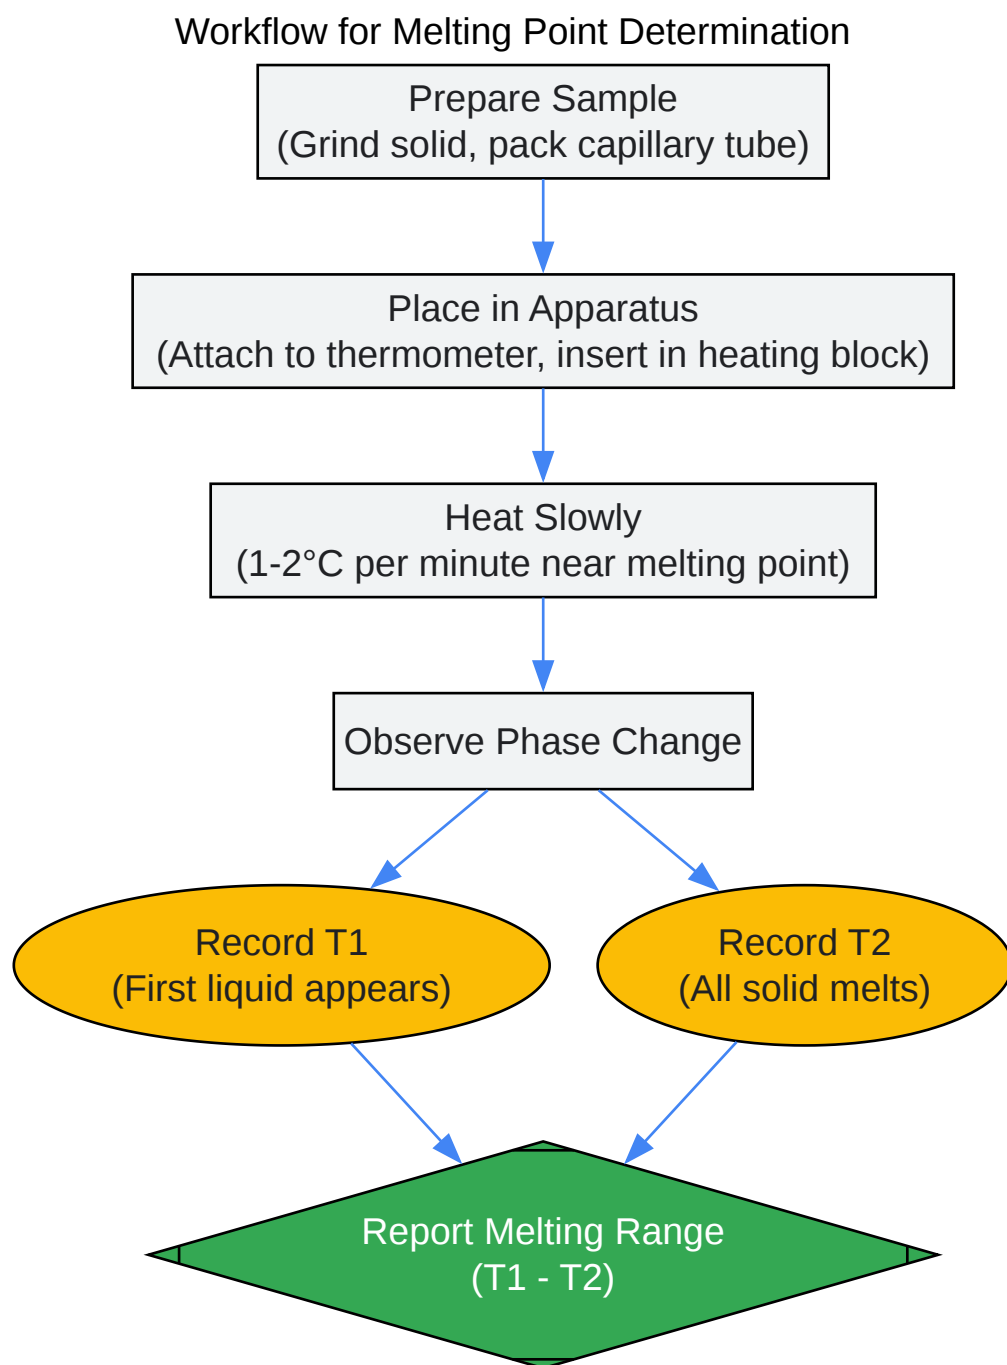 Workflow for Melting Point Determination
Prepare Sample
(Grind solid, pack capillary tube)
Place in Apparatus
(Attach to thermometer, insert in heating block)
Heat Slowly
(1-2°C per minute near melting point)
Observe Phase Change
Record T1
(First liquid appears)
Record T2
(All solid melts)
Report Melting Range
(T1 - T2)